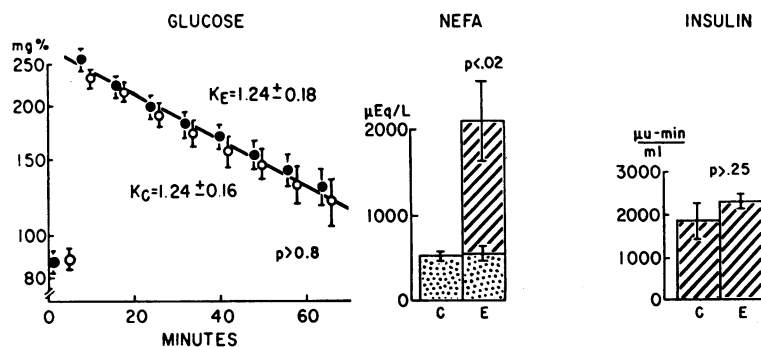 GLUCOSE
mg%
250
200
150
100
80
K_E=1.24±0.18
K_C=1.24±0.16
p>0.8
0 20 40 60
MINUTES
NEFA
p<.02
μEq/L
2000
1000
0
C E
INSULIN
μu-min
ml
p>.25
3000
2000
1000
0
C E